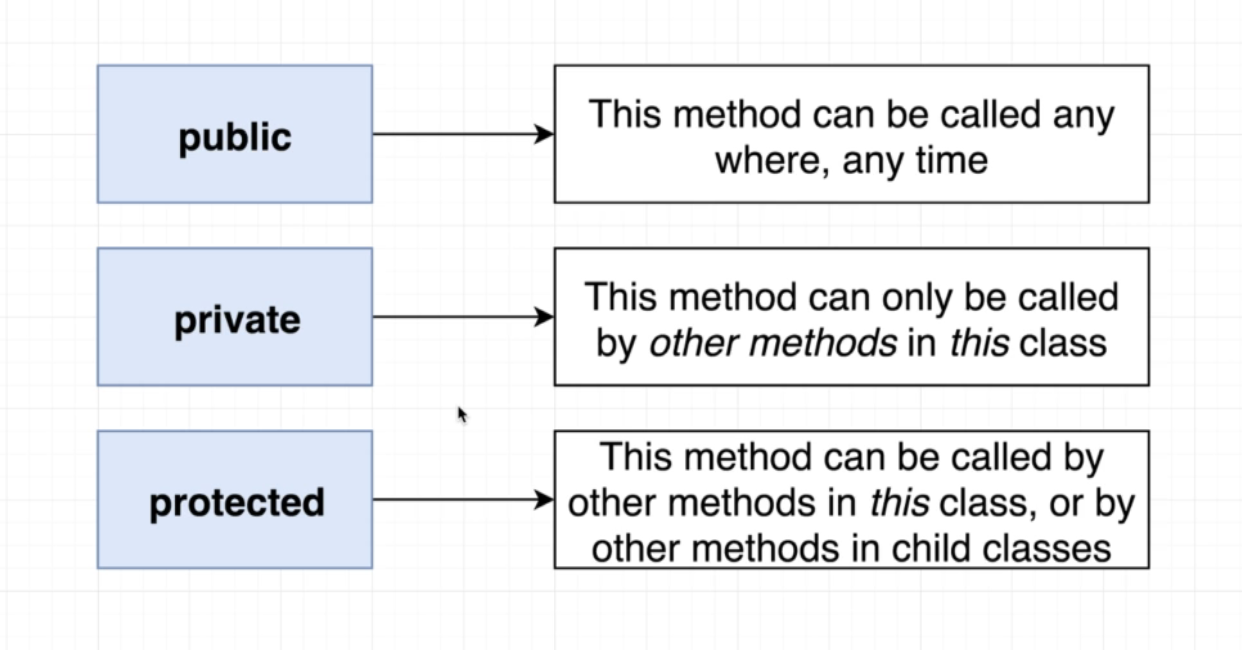 public
This method can be called any
where, any time
private
This method can only be called
by other methods in this class
protected
This method can be called by
other methods in this class, or by
other methods in child classes